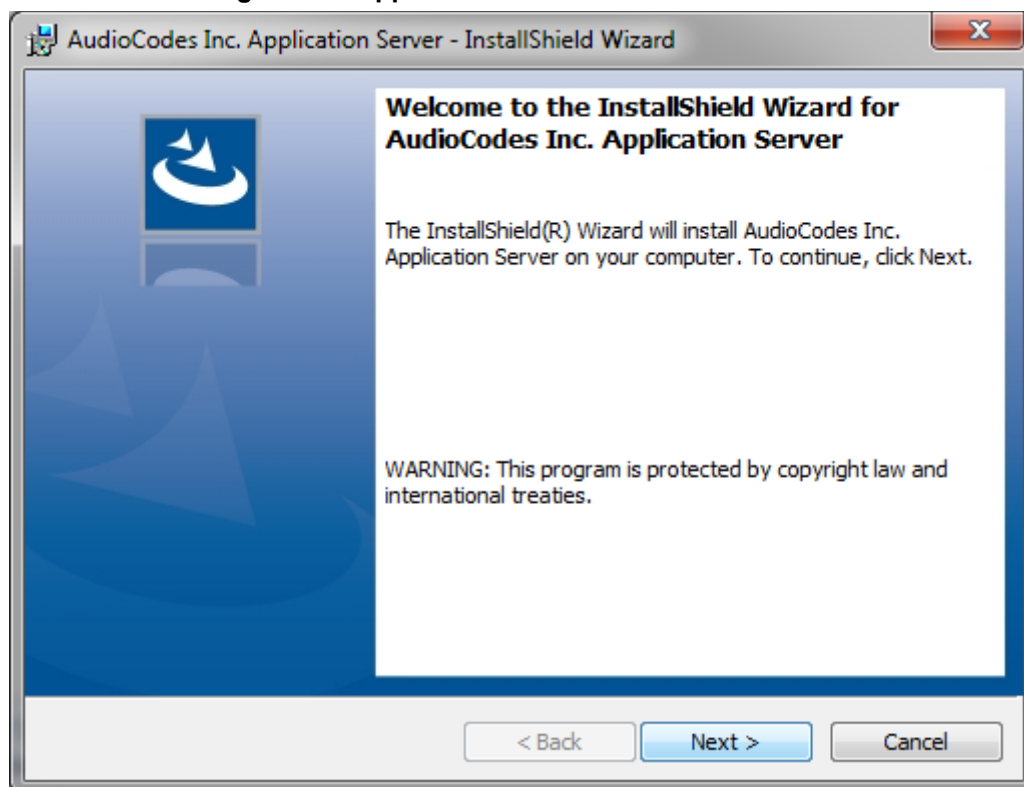 AudioCodes Inc. Application Server - InstallShield Wizard
Welcome to the InstallShield Wizard for
AudioCodes Inc. Application Server
The InstallShield(R) Wizard will install AudioCodes Inc.
Application Server on your computer. To continue, click Next.
WARNING: This program is protected by copyright law and
international treaties.
< Back
Next >
Cancel